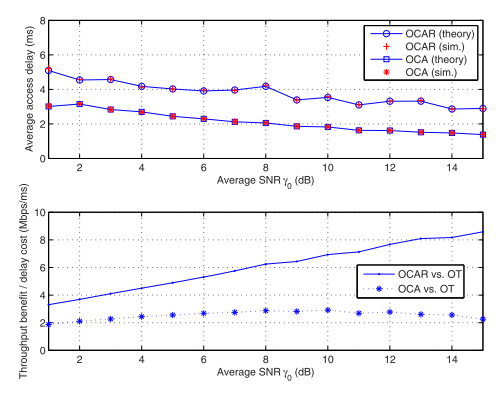 Average access delay (ms)
8
6
4
2
0
OCAR (theory)
OCAR (sim.)
OCA (theory)
OCA (sim.)
2 4 6 8 10 12 14
Average SNR γ0 (dB)
Throughput benefit / delay cost (Mbps/ms)
10
8
6
4
2
0
OCAR vs. OT
OCA vs. OT
2 4 6 8 10 12 14
Average SNR γ0 (dB)